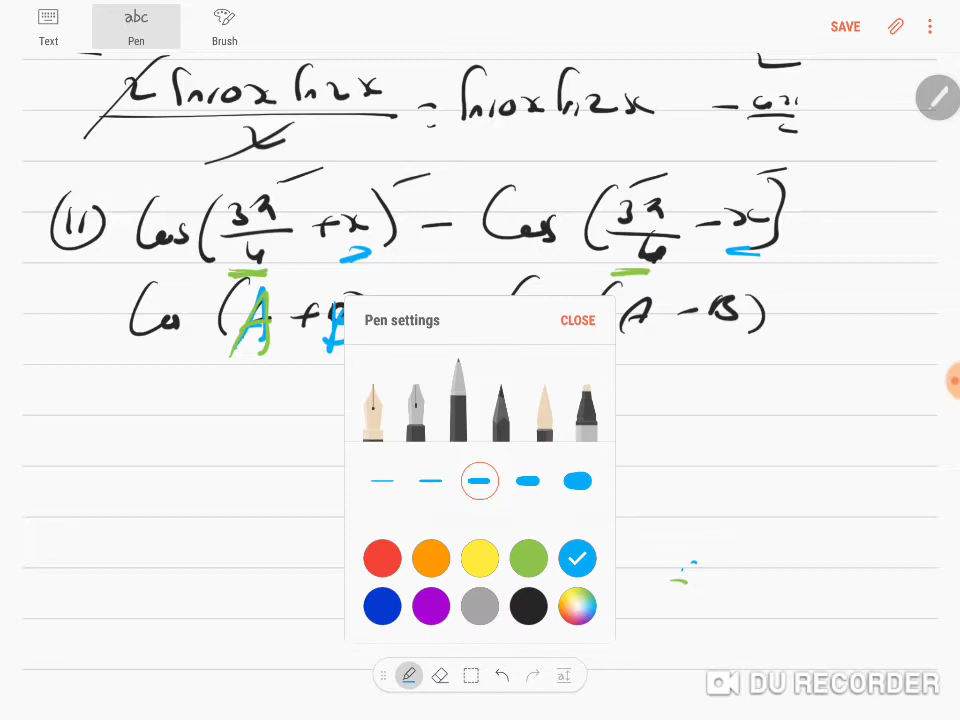 Text Pen Brush SAVE
2 ln10x ln2x / x = ln10x ln2x
(11) Cos(3π/4 + x) - Cos(3π/4 - x)
Cos (A + B (A - B)
Pen settings CLOSE
DU RECORDER